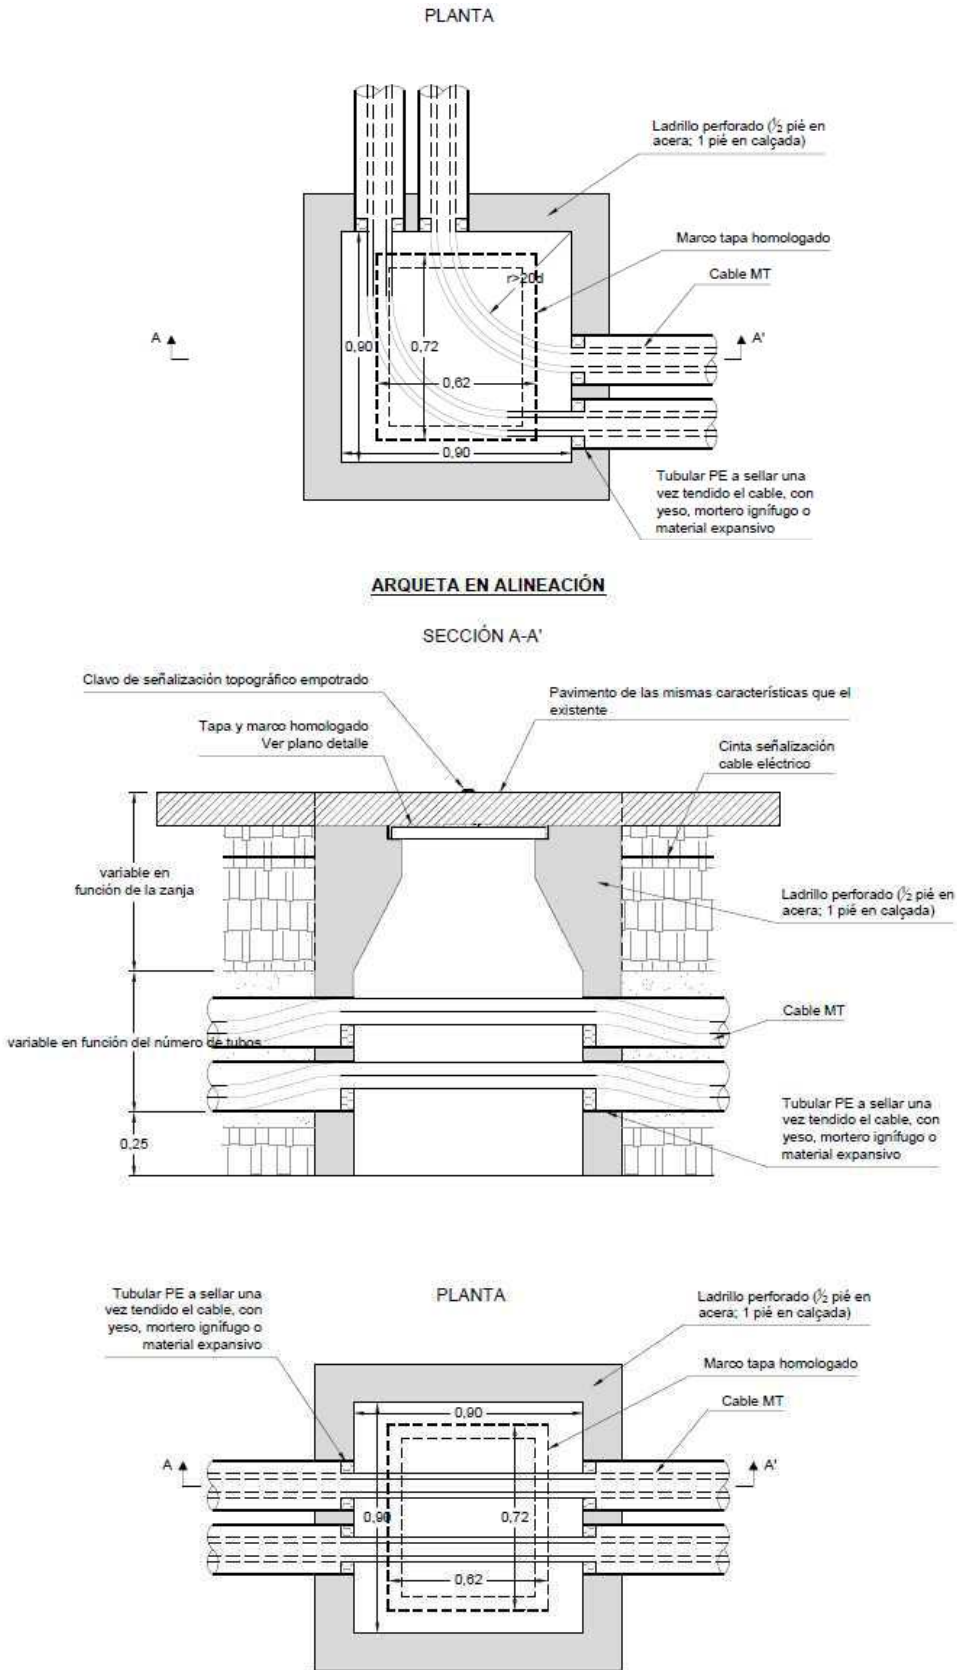 PLANTA
Ladrillo perforado (½ pié en
acera; 1 pié en calçada)
Marco tapa homologado
Cable MT
r>20d
A
A'
0,90
0,72
0,62
0,90
Tubular PE a sellar una
vez tendido el cable, con
yeso, mortero ignífugo o
material expansivo
ARQUETA EN ALINEACIÓN
SECCIÓN A-A'
Clavo de señalización topográfico empotrado
Pavimento de las mismas características que el
existente
Tapa y marco homologado
Ver plano detalle
Cinta señalización
cable eléctrico
variable en
función de la zanja
Ladrillo perforado (½ pié en
acera; 1 pié en calçada)
Cable MT
variable en función del número de tubos
Tubular PE a sellar una
vez tendido el cable, con
yeso, mortero ignífugo o
material expansivo
0,25
PLANTA
Tubular PE a sellar una
vez tendido el cable, con
yeso, mortero ignífugo o
material expansivo
Ladrillo perforado (½ pié en
acera; 1 pié en calçada)
Marco tapa homologado
Cable MT
0,90
A
A'
0,90
0,72
0,62